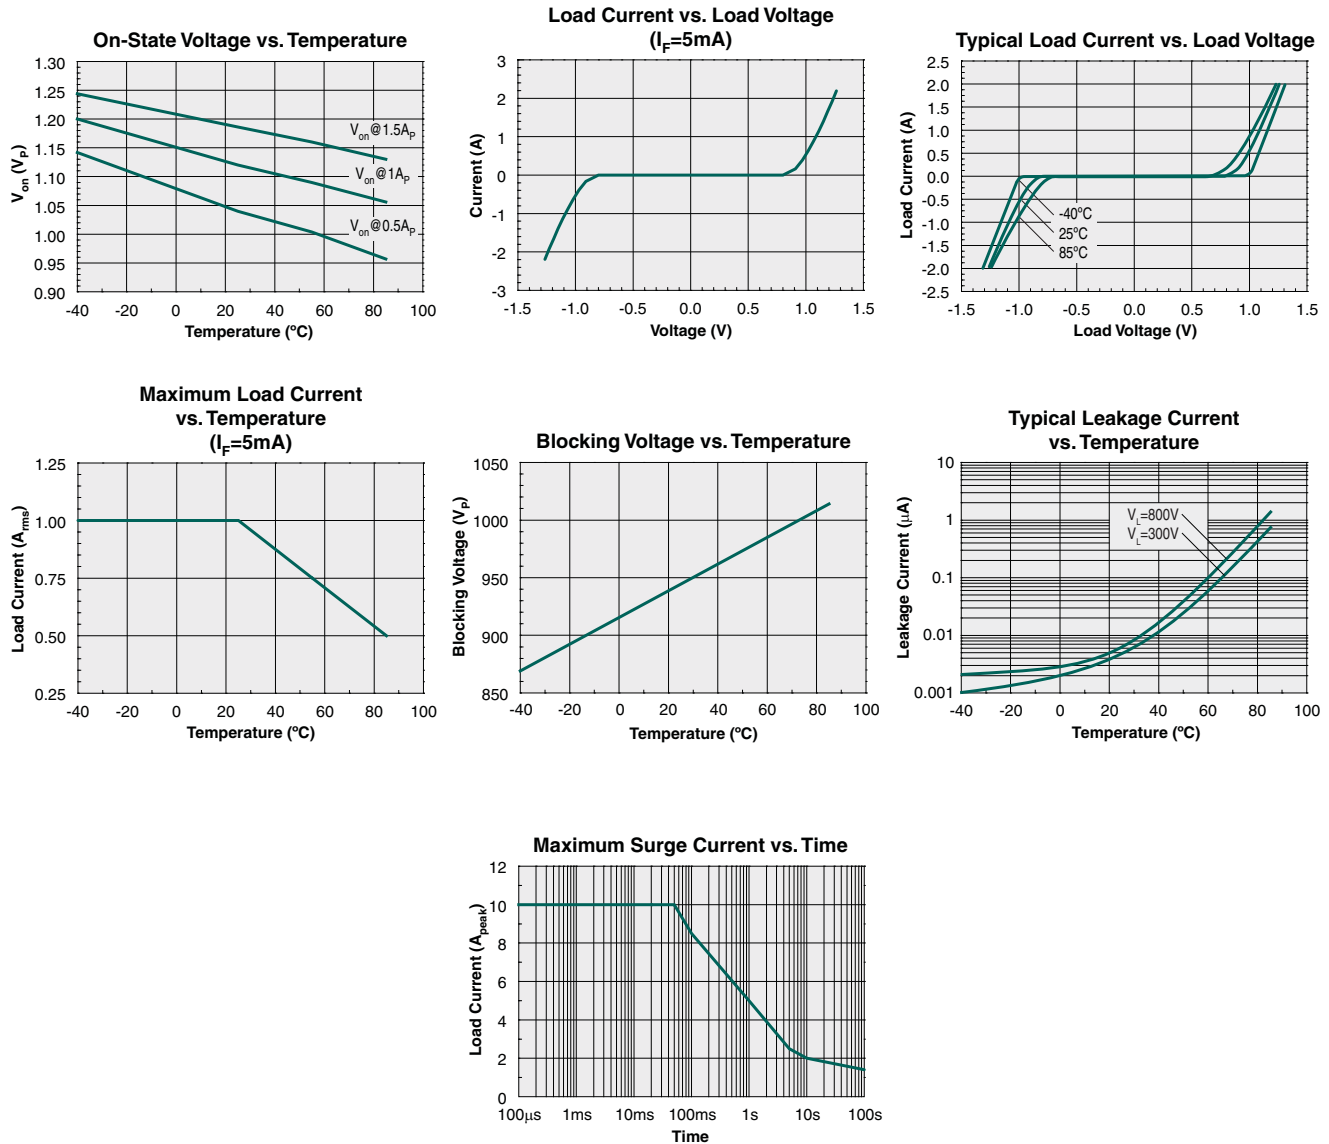 On-State Voltage vs. Temperature
1.30
1.25
1.20
1.15
1.10
1.05
1.00
0.95
0.90
Von (VP)
Von@1.5AP
Von@1AP
Von@0.5AP
-40 -20 0 20 40 60 80 100
Temperature (ºC)
Load Current vs. Load Voltage
(IF=5mA)
3
2
1
0
-1
-2
-3
Current (A)
-1.5 -1.0 -0.5 0.0 0.5 1.0 1.5
Voltage (V)
Typical Load Current vs. Load Voltage
2.5
2.0
1.5
1.0
0.5
0.0
-0.5
-1.0
-1.5
-2.0
-2.5
Load Current (A)
-40ºC
25ºC
85ºC
-1.5 -1.0 -0.5 0.0 0.5 1.0 1.5
Load Voltage (V)
Maximum Load Current
vs. Temperature
(IF=5mA)
1.25
1.00
0.75
0.50
0.25
Load Current (Arms)
-40 -20 0 20 40 60 80 100
Temperature (ºC)
Blocking Voltage vs. Temperature
1050
1000
950
900
850
Blocking Voltage (VP)
-40 -20 0 20 40 60 80 100
Temperature (ºC)
Typical Leakage Current
vs. Temperature
10
1
0.1
0.01
0.001
Leakage Current (μA)
VL=800V
VL=300V
-40 -20 0 20 40 60 80 100
Temperature (ºC)
Maximum Surge Current vs. Time
12
10
8
6
4
2
0
Load Current (Apeak)
100μs 1ms 10ms 100ms 1s 10s 100s
Time